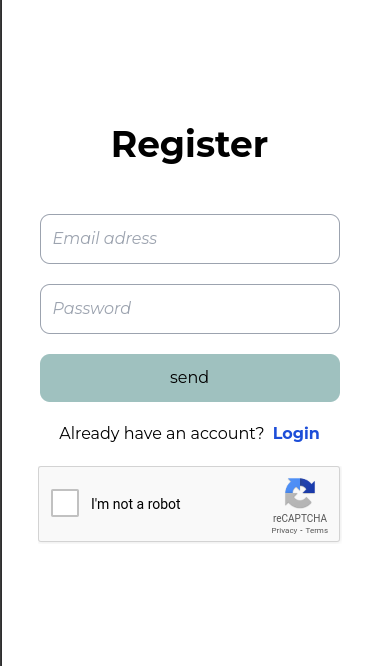 Register
Email adress
Password
send
Already have an account? Login
I'm not a robot
reCAPTCHA
Privacy - Terms